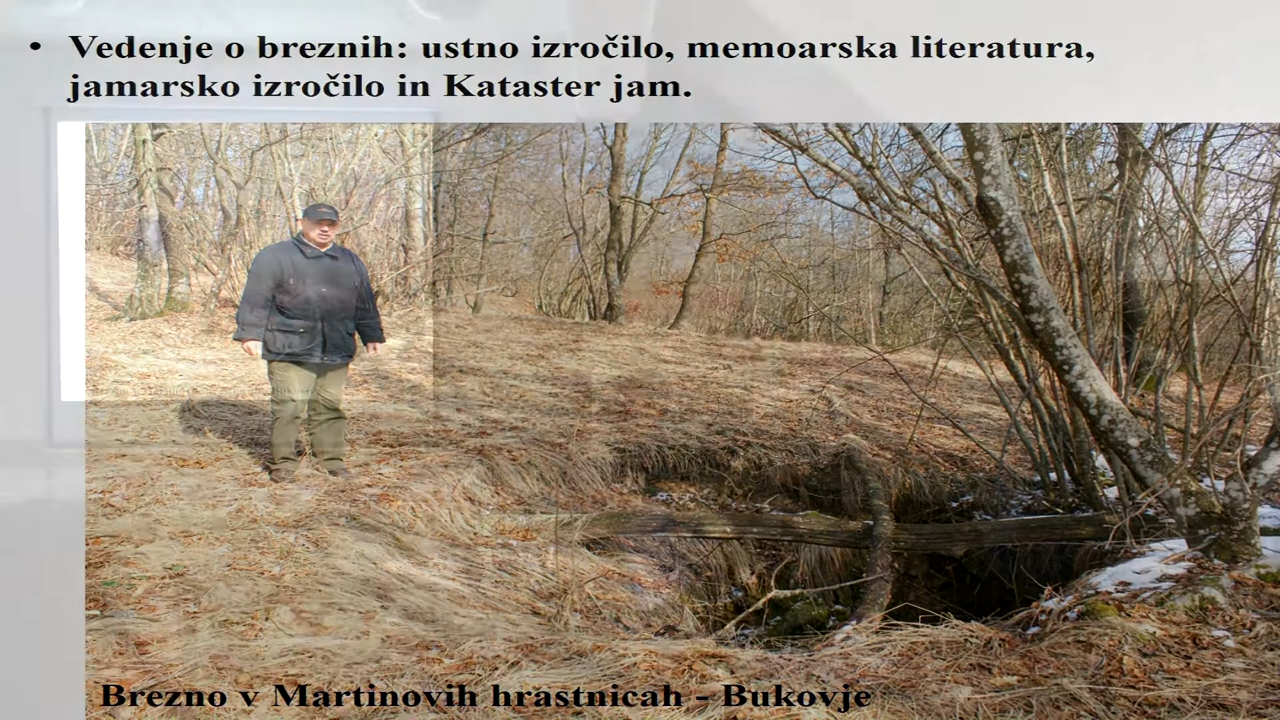 • Vedenje o breznih: ustno izročilo, memoarska literatura,
jamarsko izročilo in Kataster jam.
Brezno v Martinovih hrastnicah - Bukovje